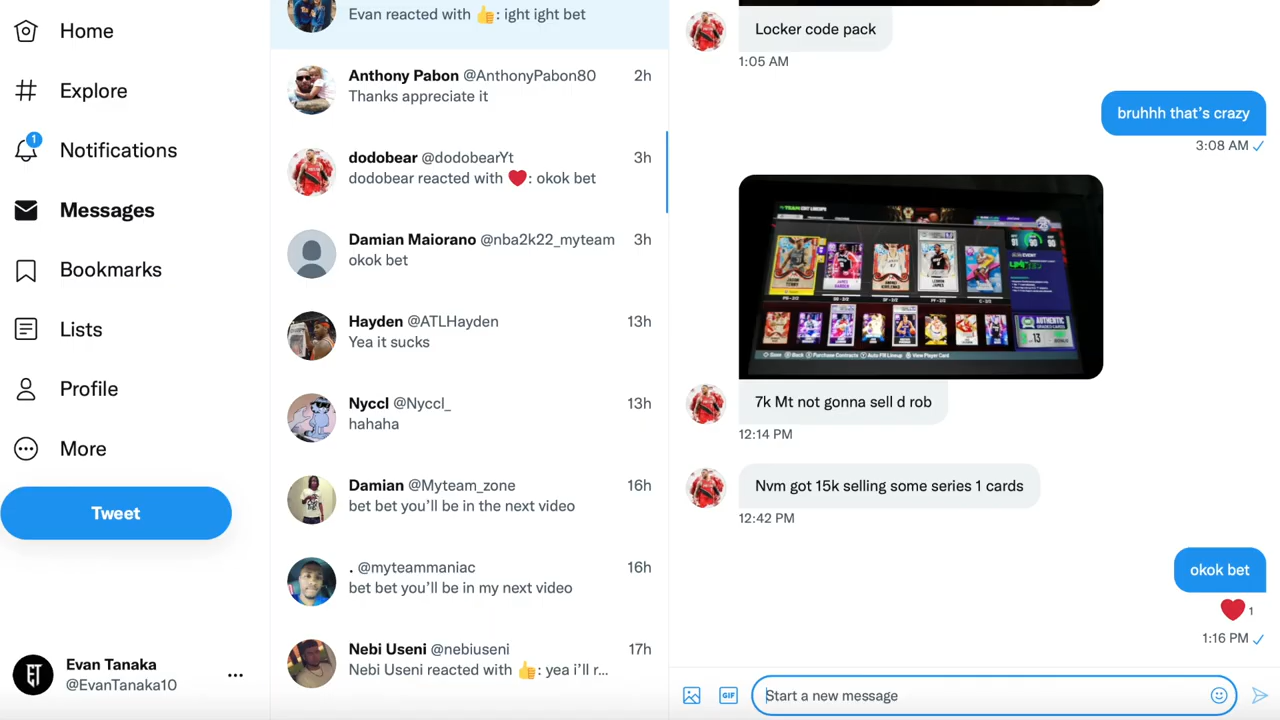 Home
Explore
1
Notifications
Messages
Bookmarks
Lists
Profile
More
Tweet
Evan Tanaka
@EvanTanaka10
Evan reacted with 👍: ight ight bet
Anthony Pabon @AnthonyPabon80 2h
Thanks appreciate it
dodobear @dodobearYt 3h
dodobear reacted with ❤️: okok bet
Damian Maiorano @nba2k22_myteam 3h
okok bet
Hayden @ATLHayden 13h
Yea it sucks
Nyccl @Nyccl_ 13h
hahaha
Damian @Myteam_zone 16h
bet bet you’ll be in the next video
. @myteammaniac 16h
bet bet you’ll be in my next video
Nebi Useni @nebiuseni 17h
Nebi Useni reacted with 👍: yea i’ll r...
Locker code pack
1:05 AM
bruhhh that’s crazy
3:08 AM
AUTHENTIC
13
7k Mt not gonna sell d rob
12:14 PM
Nvm got 15k selling some series 1 cards
12:42 PM
okok bet
1
1:16 PM
GIF
Start a new message